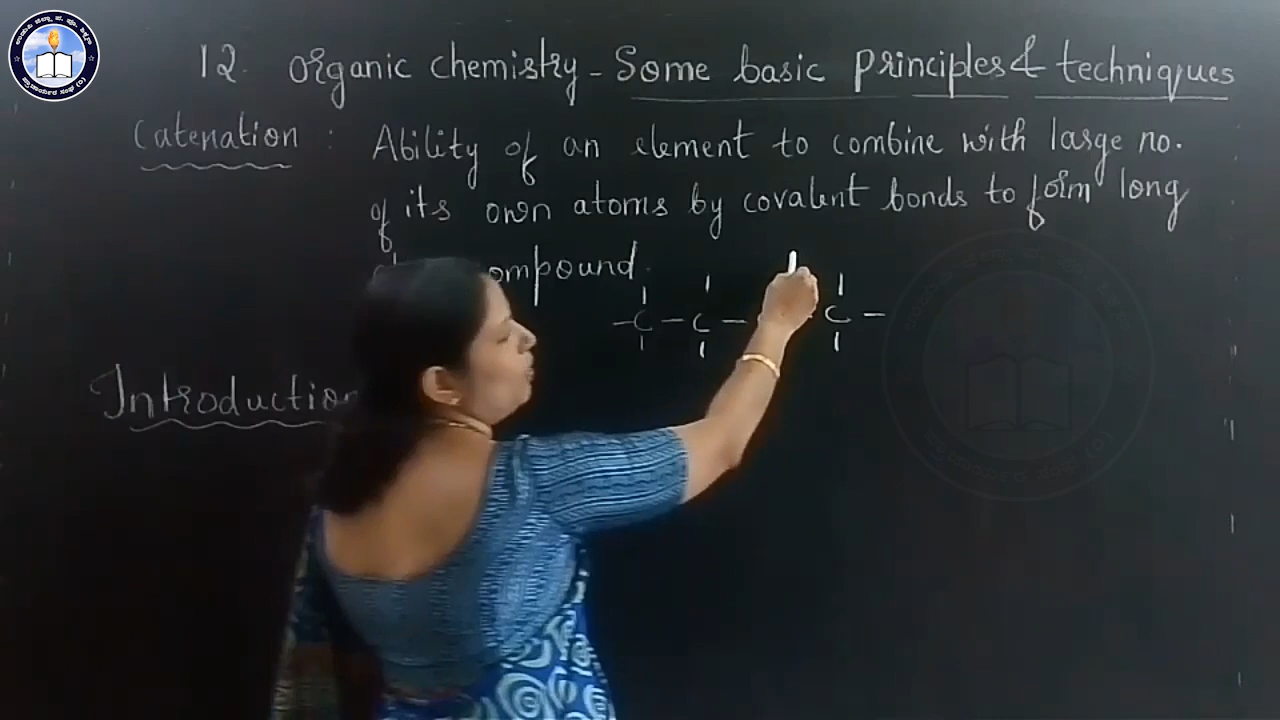 12. Organic chemistry - Some basic principles & techniques
Catenation : Ability of an element to combine with large no.
of its own atoms by covalent bonds to form long
compound.
- C - C - C -
Introduction